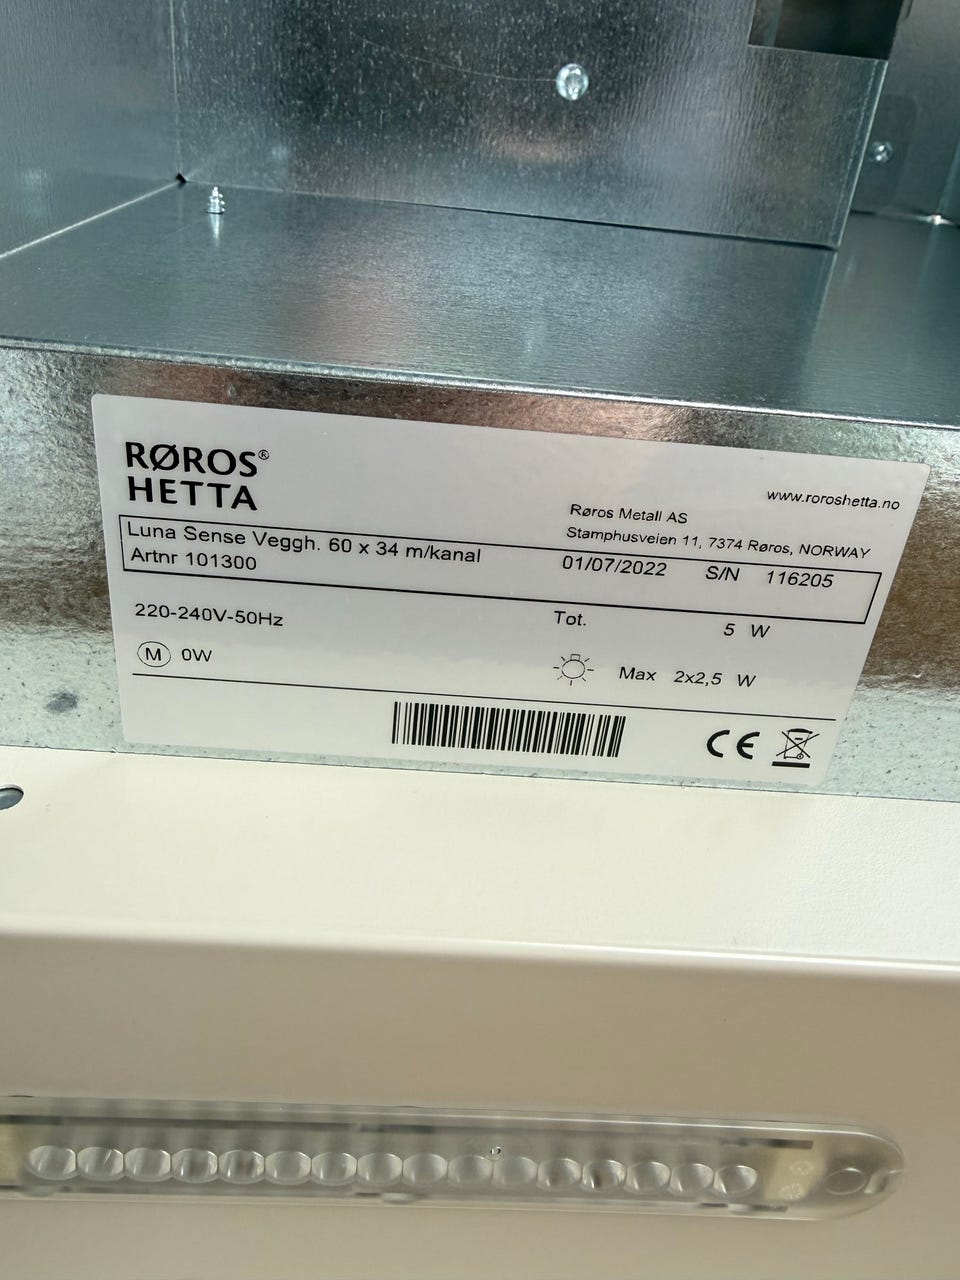 RØROS®
HETTA
www.roroshetta.no
Røros Metall AS
Stamphusveien 11, 7374 Røros, NORWAY
Luna Sense Veggh. 60 x 34 m/kanal
Artnr 101300
01/07/2022 S/N 116205
220-240V-50Hz
Tot. 5 W
M 0W
Max 2x2,5 W
CE